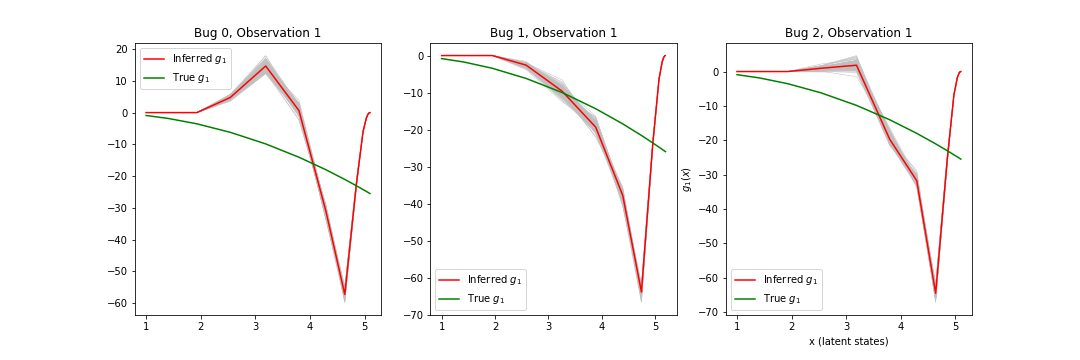 Bug 0, Observation 1
20
10
0
−10
−20
−30
−40
−50
−60
1 2 3 4 5
Inferred g₁
True g₁
Bug 1, Observation 1
0
−10
−20
−30
−40
−50
−60
−70
1 2 3 4 5
Inferred g₁
True g₁
Bug 2, Observation 1
g₁(x)
0
−10
−20
−30
−40
−50
−60
−70
1 2 3 4 5
x (latent states)
Inferred g₁
True g₁